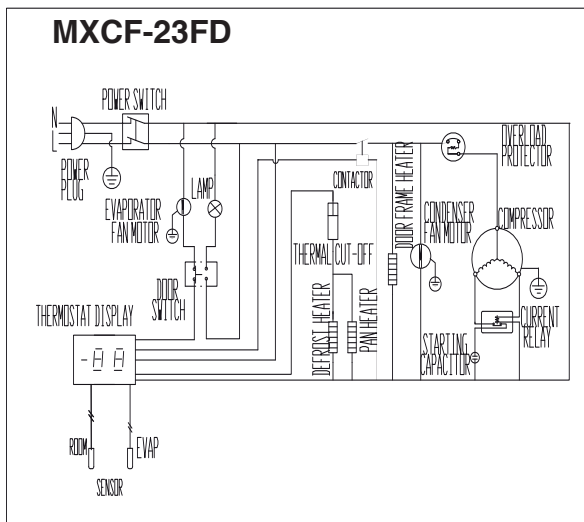 MXCF-23FD
POWER SWITCH
N
L
POWER
PLUG
EVAPORATOR
FAN MOTOR
LAMP
DOOR
SWITCH
CONTACTOR
THERMAL CUT-OFF
DEFROST HEATER
PAN HEATER
DOOR FRAME HEATER
CONDENSER
FAN MOTOR
OVERLOAD
PROTECTOR
COMPRESSOR
STARTING
CAPACITOR
CURRENT
RELAY
THERMOSTAT DISPLAY
-88
ROOM
EVAP
SENSOR